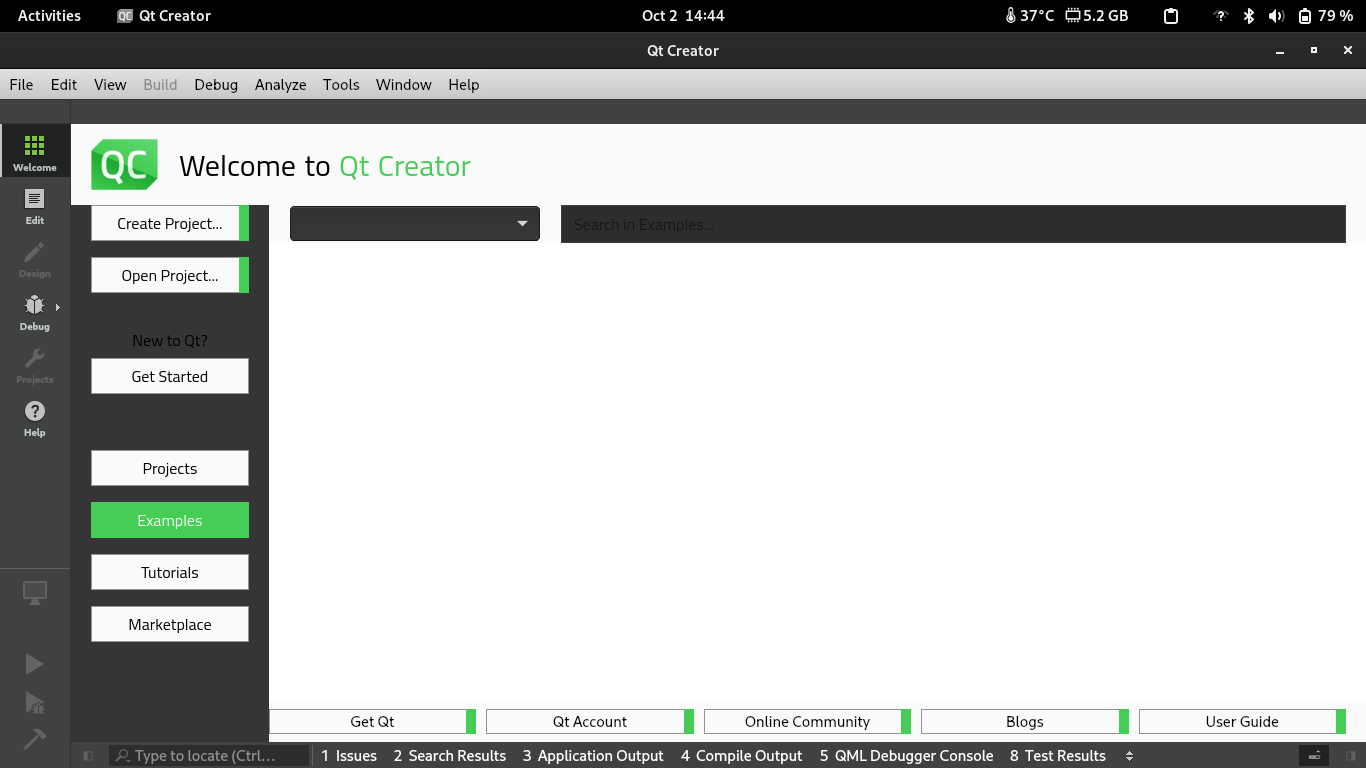 Activities Qt Creator Oct 2 14:44 37°C 5.2 GB 79 %
Qt Creator
File Edit View Build Debug Analyze Tools Window Help
QC Welcome to Qt Creator
Welcome
Edit
Design
Debug
Projects
Help
Create Project... Search in Examples...
Open Project...
New to Qt?
Get Started
Projects
Examples
Tutorials
Marketplace
Get Qt Qt Account Online Community Blogs User Guide
Type to locate (Ctrl... 1 Issues 2 Search Results 3 Application Output 4 Compile Output 5 QML Debugger Console 8 Test Results